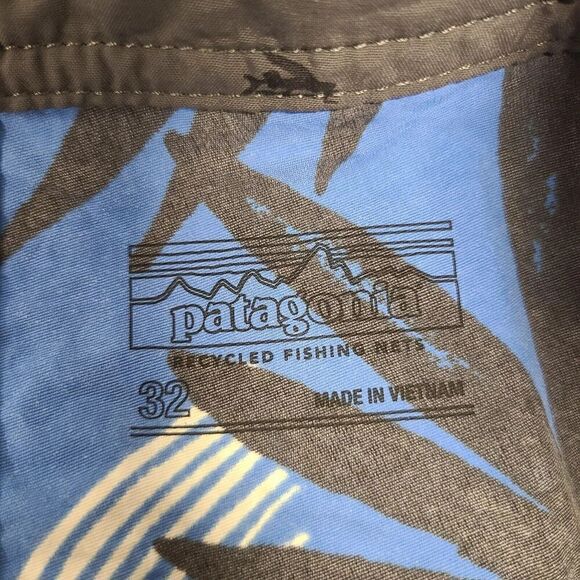 patagonia
RECYCLED FISHING NETS
32 MADE IN VIETNAM